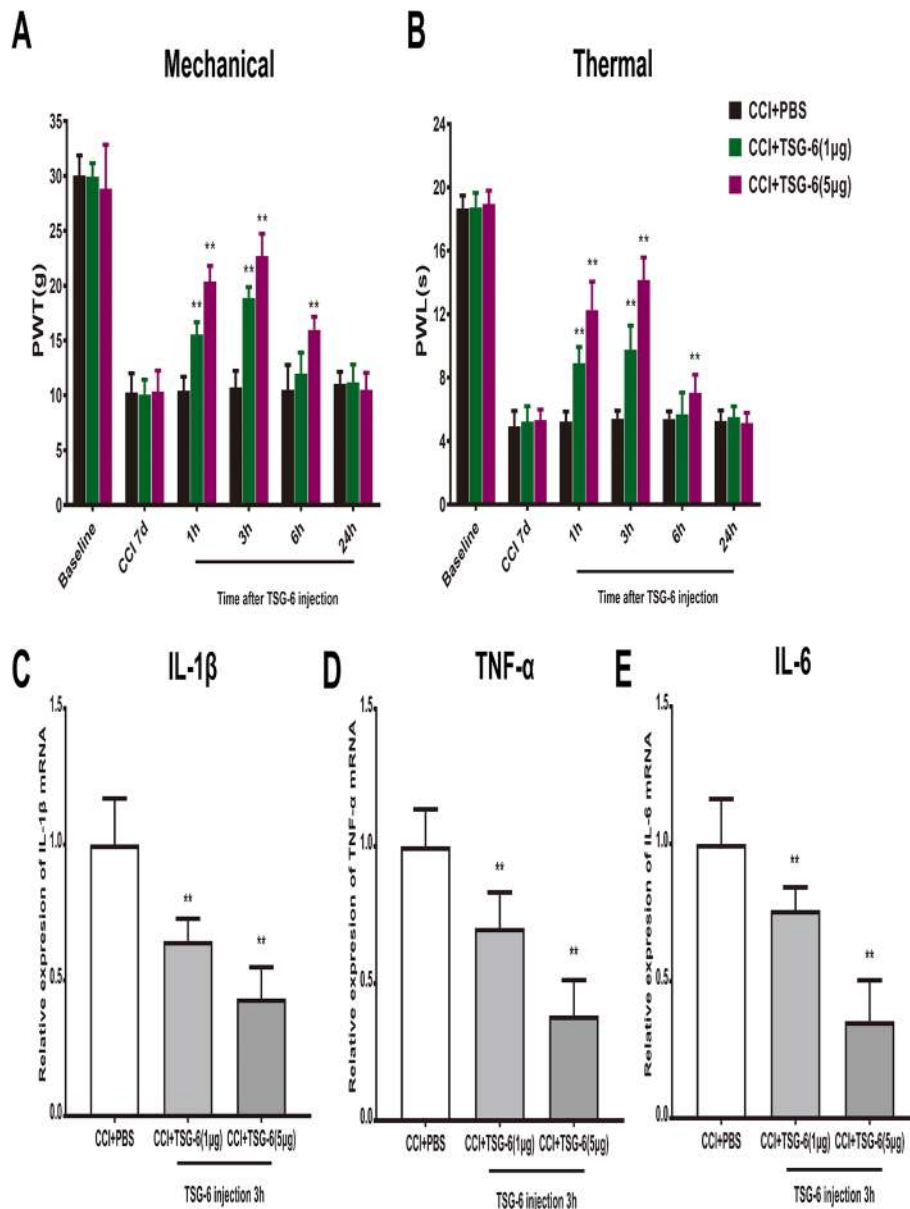 A
Mechanical
PWT(g)
35
30
25
20
15
10
5
0
**
**
**
**
**
Baseline
CCI 7d
1h
3h
6h
24h
Time after TSG-6 injection
B
Thermal
PWL(s)
24
20
16
12
8
4
0
**
**
**
**
**
Baseline
CCI 7d
1h
3h
6h
24h
Time after TSG-6 injection
CCI+PBS
CCI+TSG-6(1μg)
CCI+TSG-6(5μg)
C
IL-1β
Relative expresion of IL-1β mRNA
1.5
1.0
0.5
0.0
**
**
CCI+PBS
CCI+TSG-6(1μg)
CCI+TSG-6(5μg)
TSG-6 injection 3h
D
TNF-α
Relative expresion of TNF-α mRNA
1.5
1.0
0.5
0.0
**
**
CCI+PBS
CCI+TSG-6(1μg)
CCI+TSG-6(5μg)
TSG-6 injection 3h
E
IL-6
Relative expresion of IL-6 mRNA
1.5
1.0
0.5
0.0
**
**
CCI+PBS
CCI+TSG-6(1μg)
CCI+TSG-6(5μg)
TSG-6 injection 3h